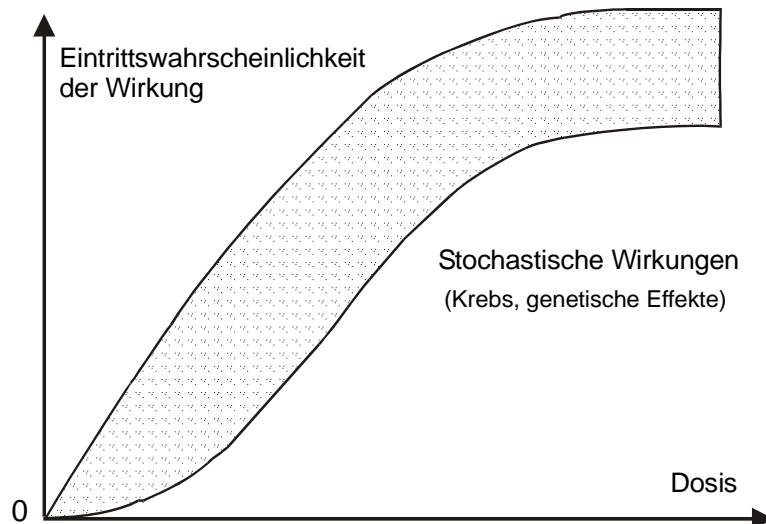 Eintrittswahrscheinlichkeit
der Wirkung
Stochastische Wirkungen
(Krebs, genetische Effekte)
Dosis
0